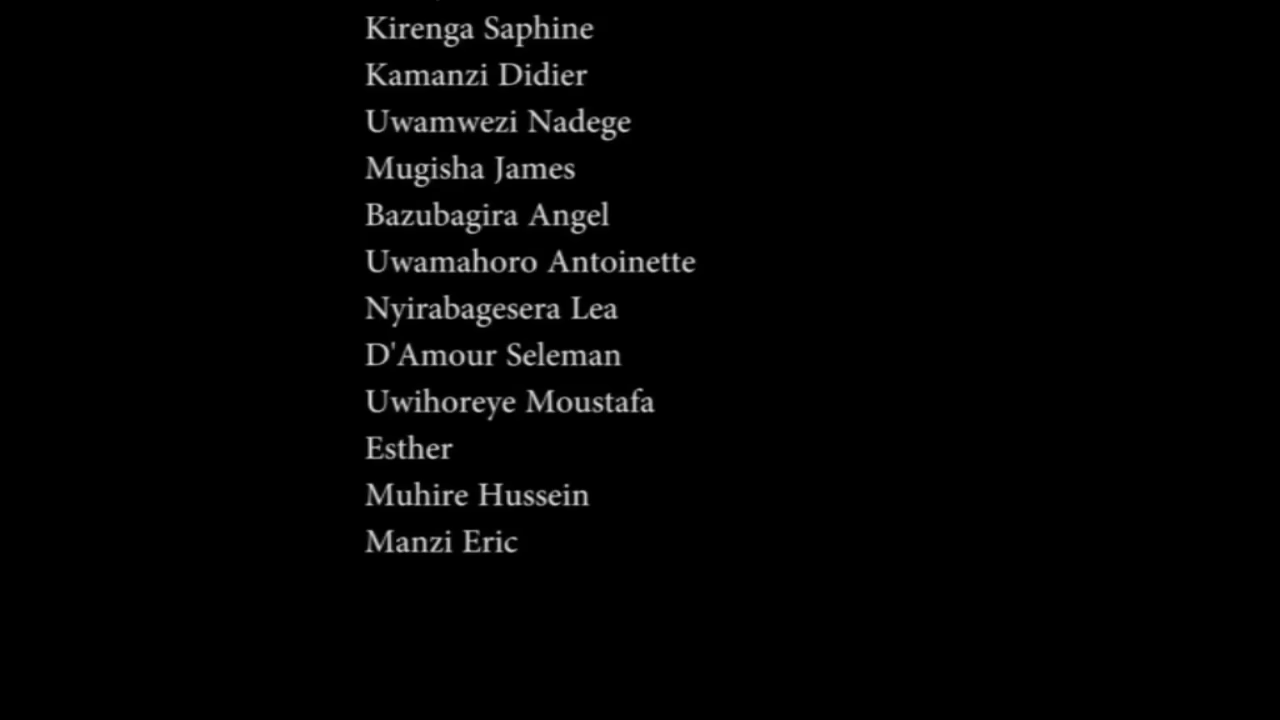 Kirenga Saphine
Kamanzi Didier
Uwamwezi Nadege
Mugisha James
Bazubagira Angel
Uwamahoro Antoinette
Nyirabagesera Lea
D'Amour Seleman
Uwihoreye Moustafa
Esther
Muhire Hussein
Manzi Eric